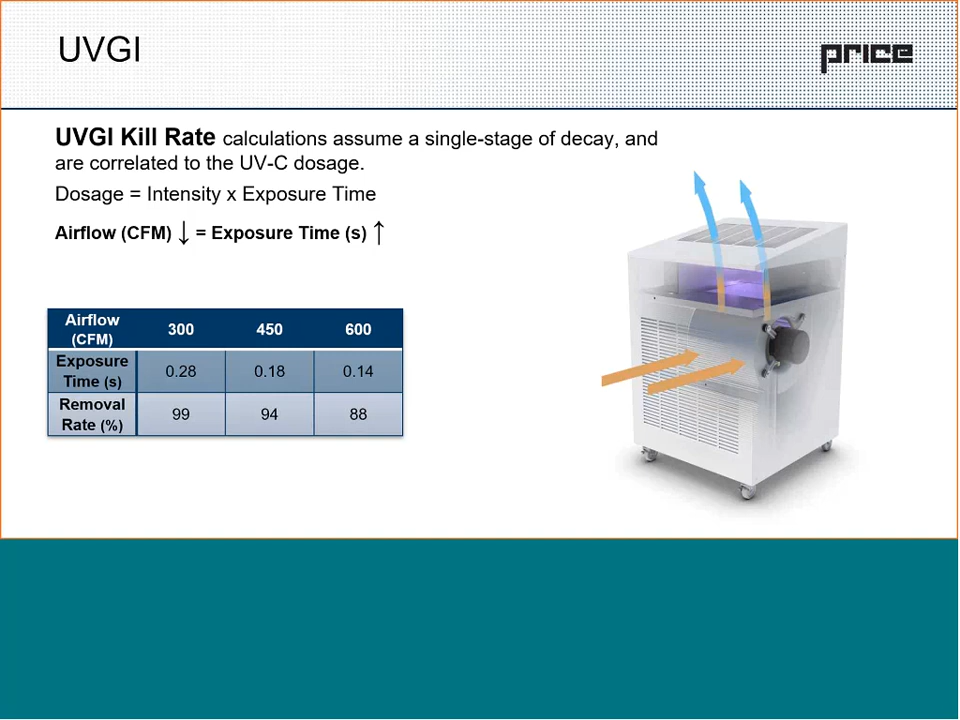 UVGI
price
UVGI Kill Rate calculations assume a single-stage of decay, and
are correlated to the UV-C dosage.
Dosage = Intensity x Exposure Time
Airflow (CFM) ↓ = Exposure Time (s) ↑
Airflow (CFM) 300 450 600
Exposure Time (s) 0.28 0.18 0.14
Removal Rate (%) 99 94 88